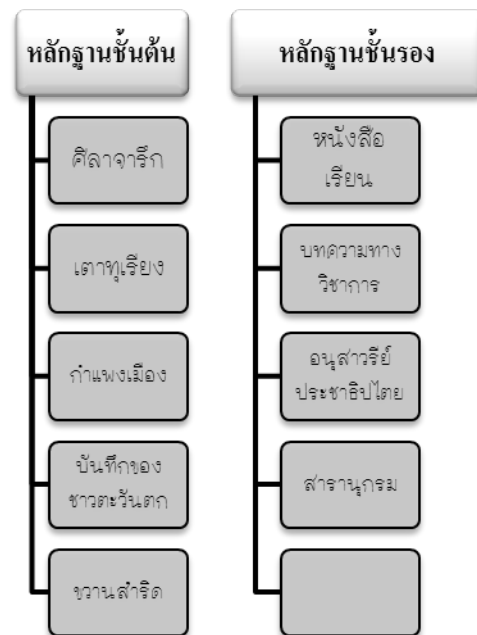 หลักฐานชั้นต้น
ศิลาจารึก
เตาทุเรียง
กำแพงเมือง
บันทึกของ
ชาวตะวันตก
ขวานสำริด
หลักฐานชั้นรอง
หนังสือ
เรียน
บทความทาง
วิชาการ
อนุสาวรีย์
ประชาธิปไตย
สารานุกรม